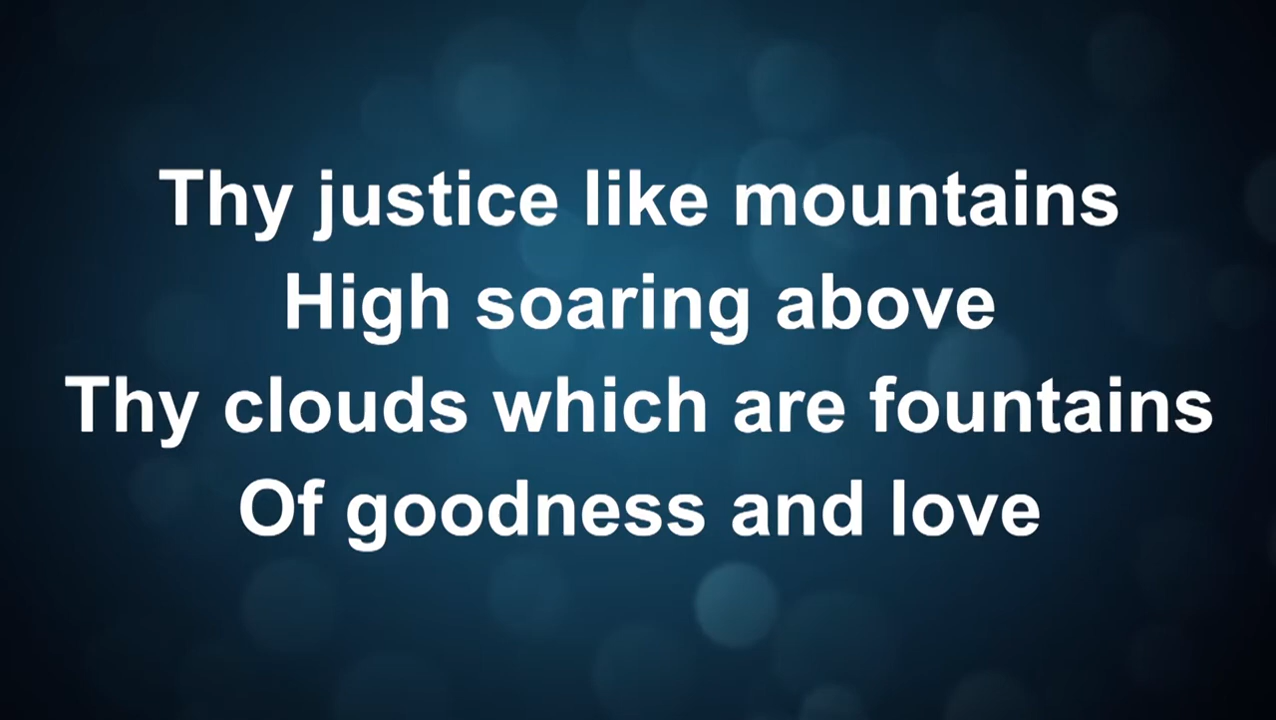 Thy justice like mountains
High soaring above
Thy clouds which are fountains
Of goodness and love